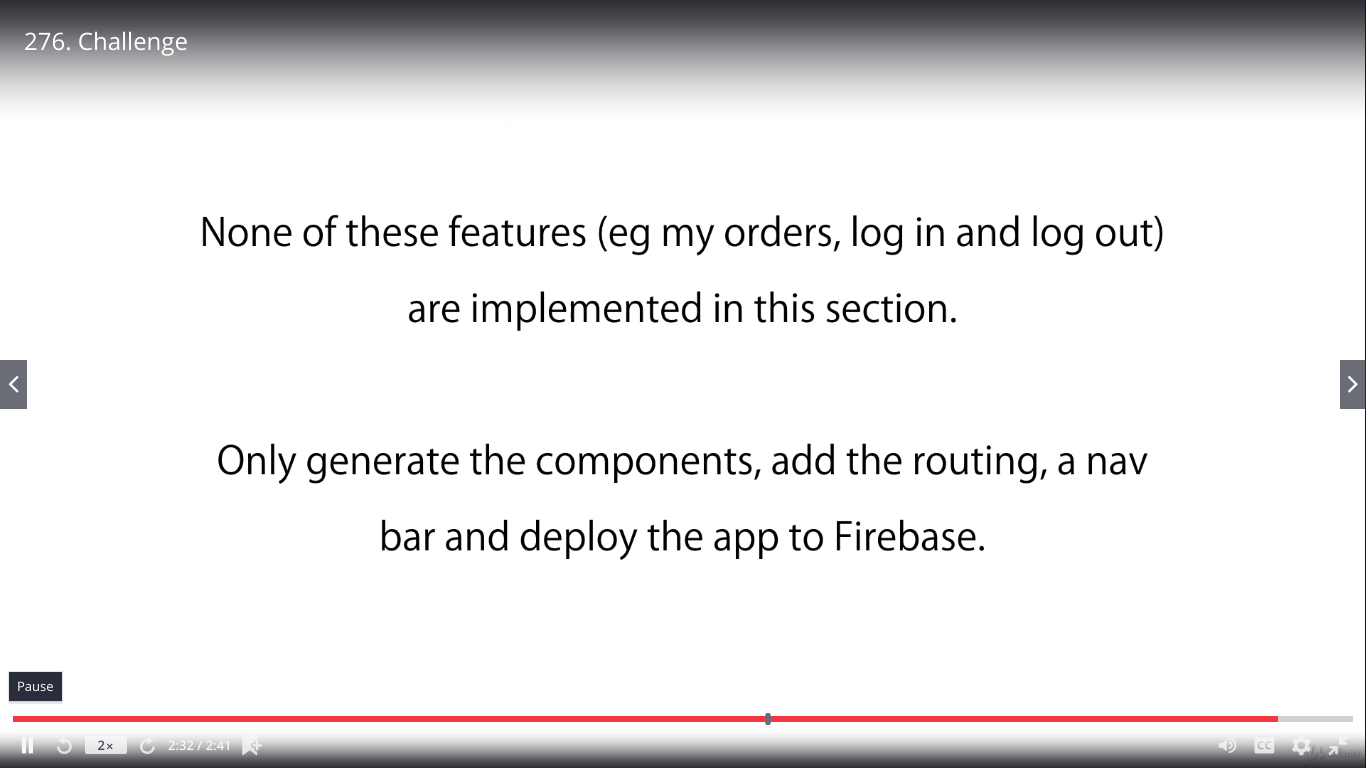 276. Challenge
None of these features (eg my orders, log in and log out)
are implemented in this section.
Only generate the components, add the routing, a nav
bar and deploy the app to Firebase.
Pause
2× 2:32 / 2:41 CC